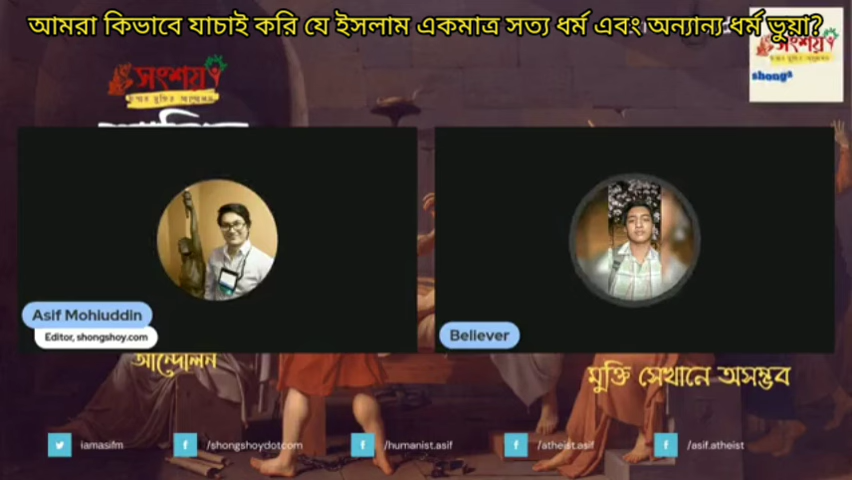 আমরা কিভাবে যাচাই করি যে ইসলাম একমাত্র সত্য ধর্ম এবং অন্যান্য ধর্ম ভুয়া?
সংশয়
সংশয়
Asif Mohiuddin
Editor, shongshoy.com
Believer
আন্দোলন
মুক্তি সেখানে অসম্ভব
iamasifm
/shongshoydotcom
/humanist.asif
/atheist.asif
/asif.atheist